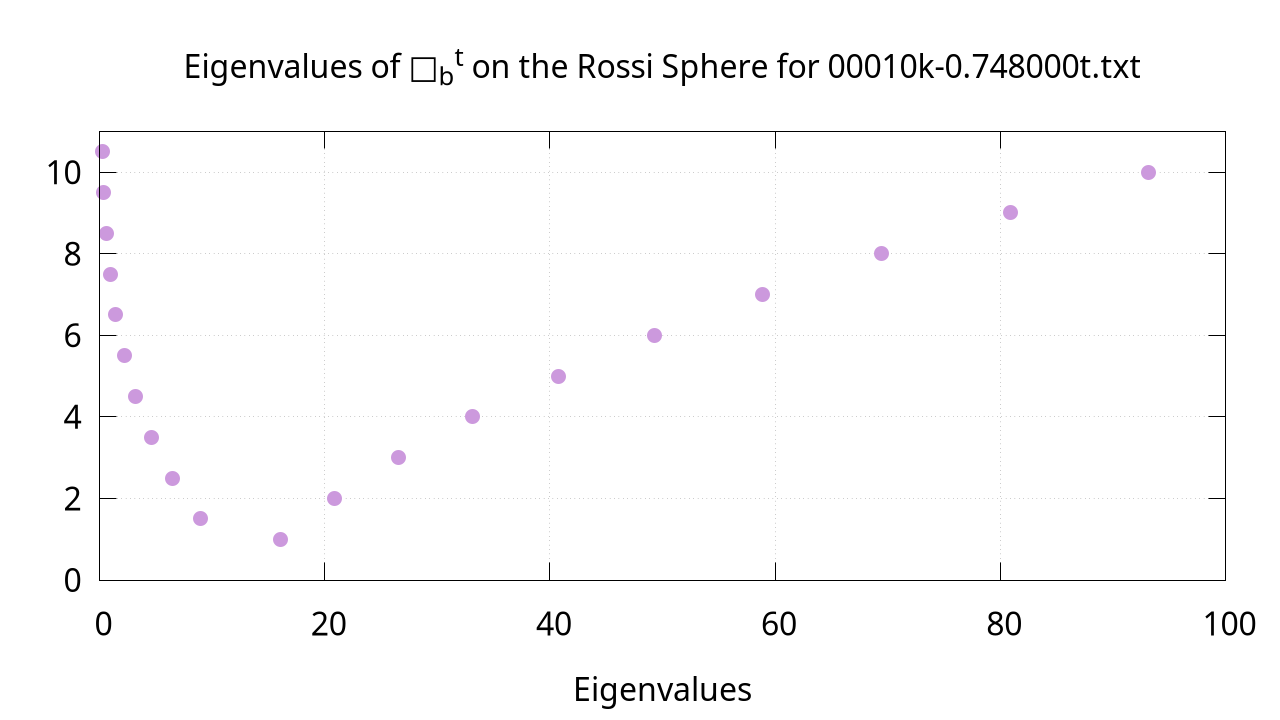 Eigenvalues of □_b^t on the Rossi Sphere for 00010k-0.748000t.txt
10
8
6
4
2
0
0 20 40 60 80 100
Eigenvalues